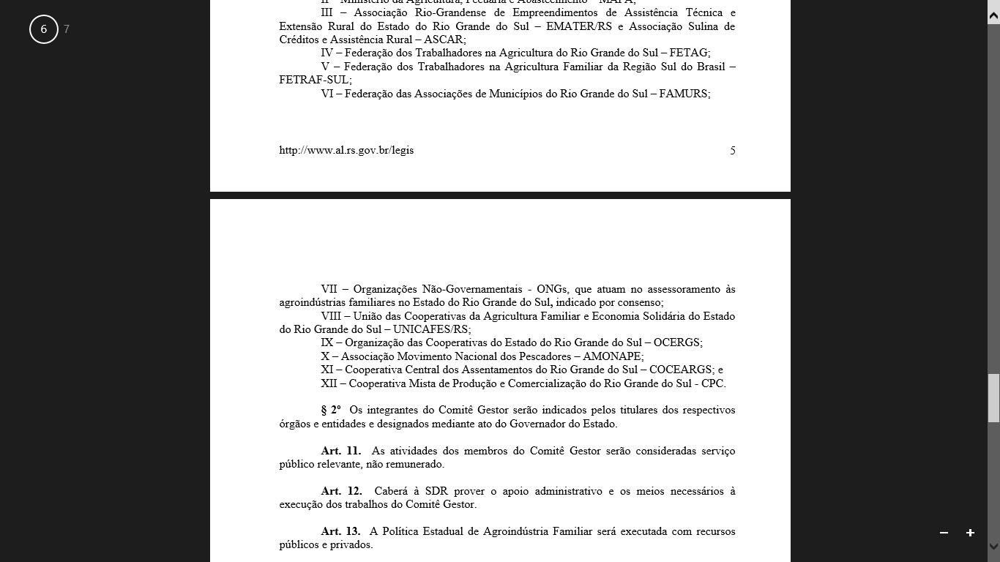 6 7
II – Ministério da Agricultura, Pecuária e Abastecimento – MAPA;
III – Associação Rio-Grandense de Empreendimentos de Assistência Técnica e
Extensão Rural do Estado do Rio Grande do Sul – EMATER/RS e Associação Sulina de
Créditos e Assistência Rural – ASCAR;
IV – Federação dos Trabalhadores na Agricultura do Rio Grande do Sul – FETAG;
V – Federação dos Trabalhadores na Agricultura Familiar da Região Sul do Brasil –
FETRAF-SUL;
VI – Federação das Associações de Municípios do Rio Grande do Sul – FAMURS;
http://www.al.rs.gov.br/legis 5
VII – Organizações Não-Governamentais - ONGs, que atuam no assessoramento às
agroindústrias familiares no Estado do Rio Grande do Sul, indicado por consenso;
VIII – União das Cooperativas da Agricultura Familiar e Economia Solidária do Estado
do Rio Grande do Sul – UNICAFES/RS;
IX – Organização das Cooperativas do Estado do Rio Grande do Sul – OCERGS;
X – Associação Movimento Nacional dos Pescadores – AMONAPE;
XI – Cooperativa Central dos Assentamentos do Rio Grande do Sul – COCEARGS; e
XII – Cooperativa Mista de Produção e Comercialização do Rio Grande do Sul - CPC.
§ 2º Os integrantes do Comitê Gestor serão indicados pelos titulares dos respectivos
órgãos e entidades e designados mediante ato do Governador do Estado.
Art. 11. As atividades dos membros do Comitê Gestor serão consideradas serviço
público relevante, não remunerado.
Art. 12. Caberá à SDR prover o apoio administrativo e os meios necessários à
execução dos trabalhos do Comitê Gestor.
Art. 13. A Política Estadual de Agroindústria Familiar será executada com recursos
públicos e privados.